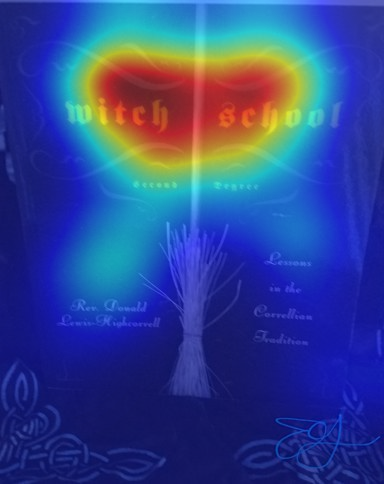 witch school
Second Degree
Lessons
in the
Correllian
Tradition
Rev. Donald
Lewis-Highcorrell